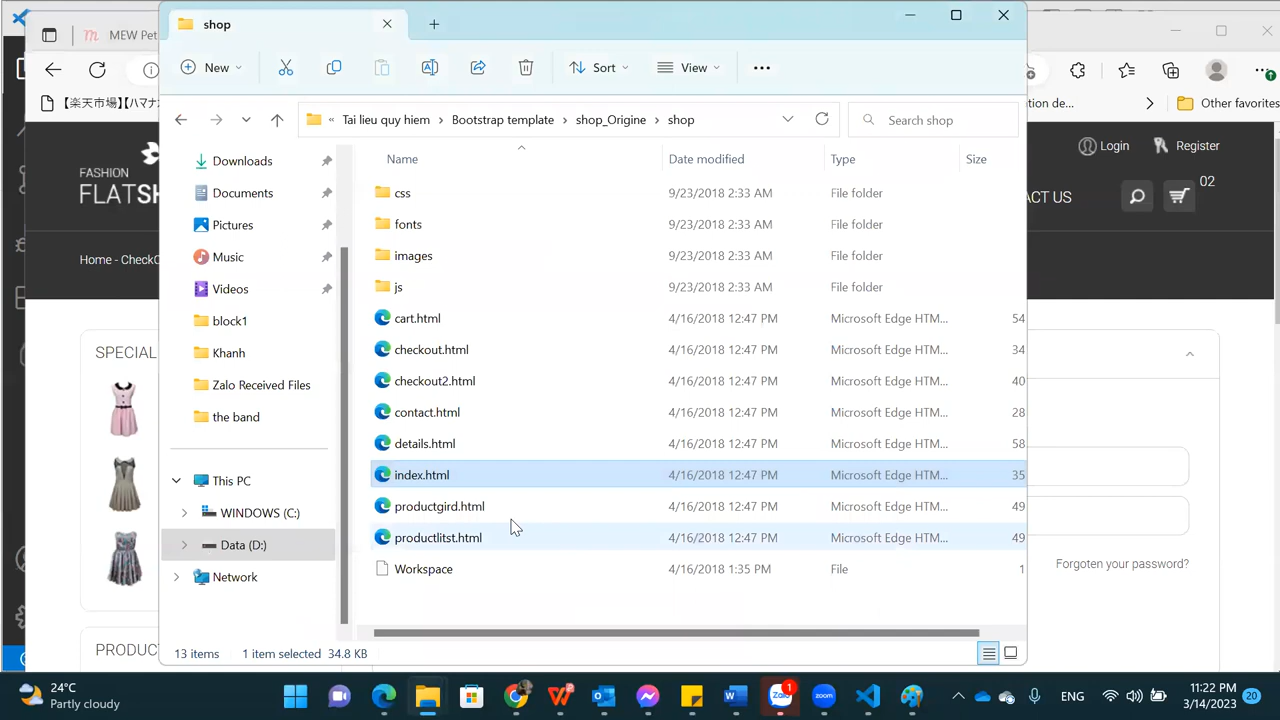 shop
MEW Pet
New
Sort
View
Tai lieu quy hiem
Bootstrap template
shop_Origine
shop
Search shop
【楽天市場】【ハマナカ
tion de...
Other favorites
FASHION
FLATSH
Login
Register
CT US
02
Home - CheckO
SPECIAL
PRODUC
Forgoten your password?
Downloads
Documents
Pictures
Music
Videos
block1
Khanh
Zalo Received Files
the band
This PC
WINDOWS (C:)
Data (D:)
Network
Name Date modified Type Size
css 9/23/2018 2:33 AM File folder
fonts 9/23/2018 2:33 AM File folder
images 9/23/2018 2:33 AM File folder
js 9/23/2018 2:33 AM File folder
cart.html 4/16/2018 12:47 PM Microsoft Edge HTM... 54
checkout.html 4/16/2018 12:47 PM Microsoft Edge HTM... 34
checkout2.html 4/16/2018 12:47 PM Microsoft Edge HTM... 40
contact.html 4/16/2018 12:47 PM Microsoft Edge HTM... 28
details.html 4/16/2018 12:47 PM Microsoft Edge HTM... 58
index.html 4/16/2018 12:47 PM Microsoft Edge HTM... 35
productgird.html 4/16/2018 12:47 PM Microsoft Edge HTM... 49
productlitst.html 4/16/2018 12:47 PM Microsoft Edge HTM... 49
Workspace 4/16/2018 1:35 PM File 1
13 items 1 item selected 34.8 KB
24°C
Partly cloudy
Zalo
1
zoom
ENG
11:22 PM
3/14/2023
20